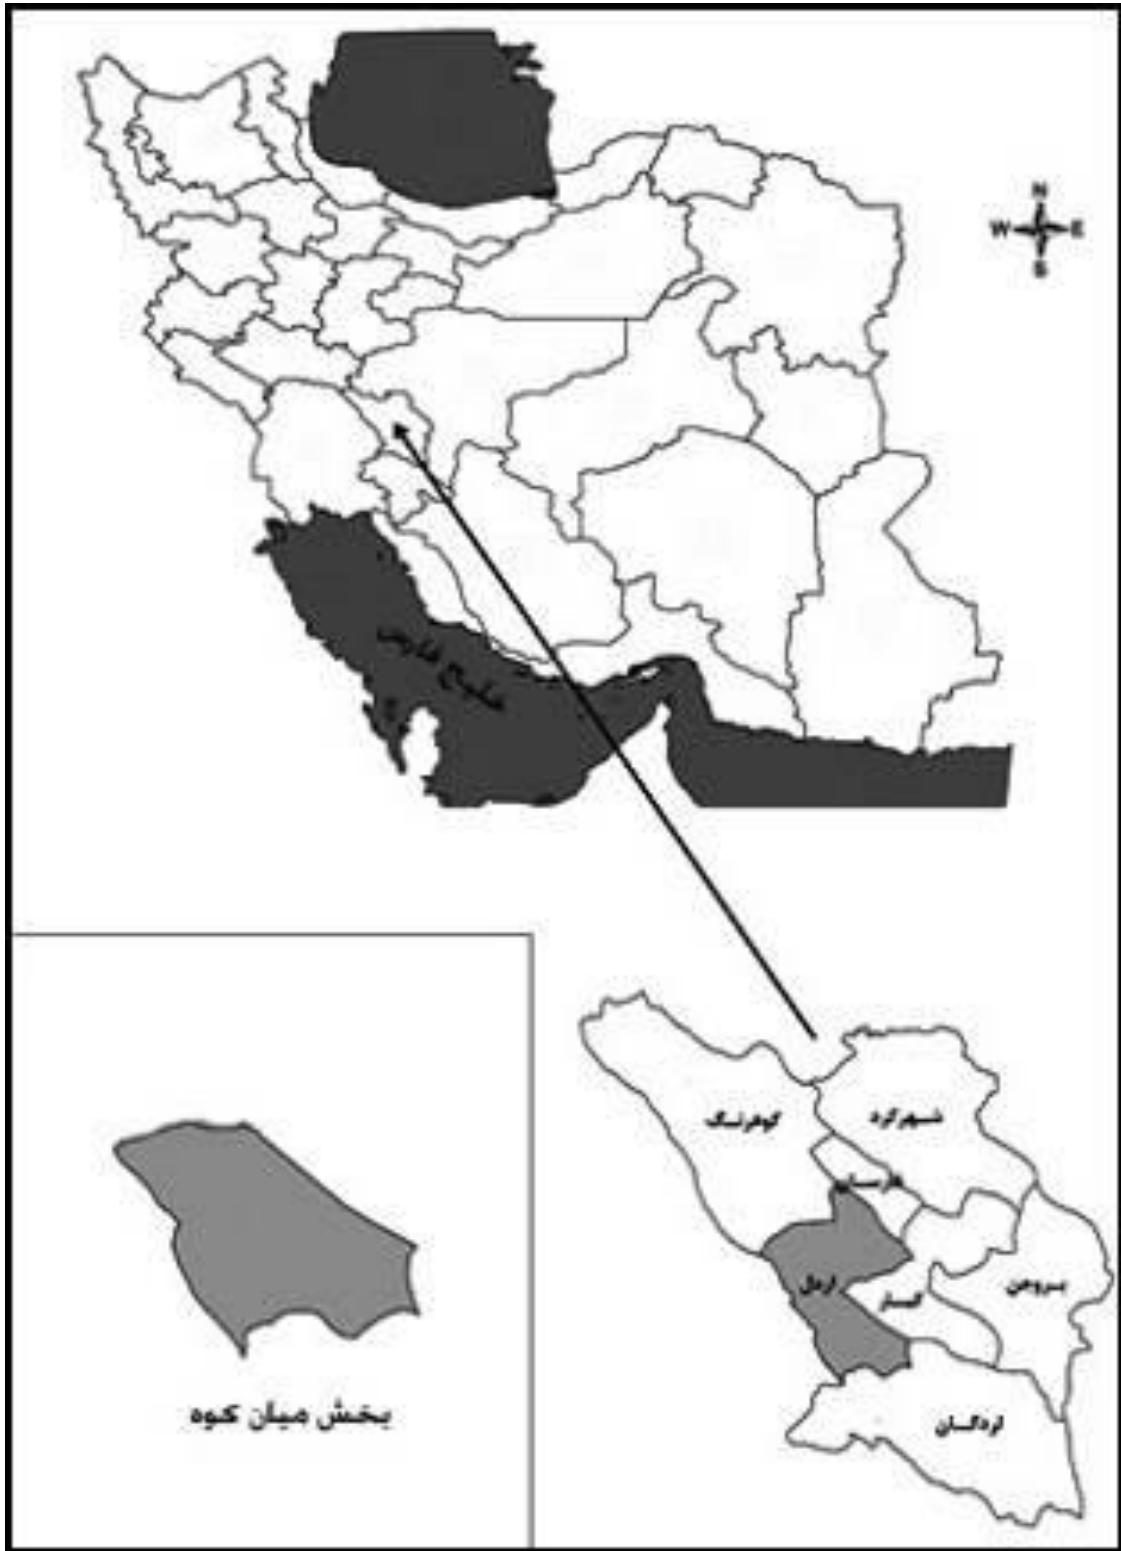 N
W E
S
خلیج فارس
کوهرنگ
شهرکرد
فارسان
اردل
کیار
بروجن
لردگان
بخش میان کوه